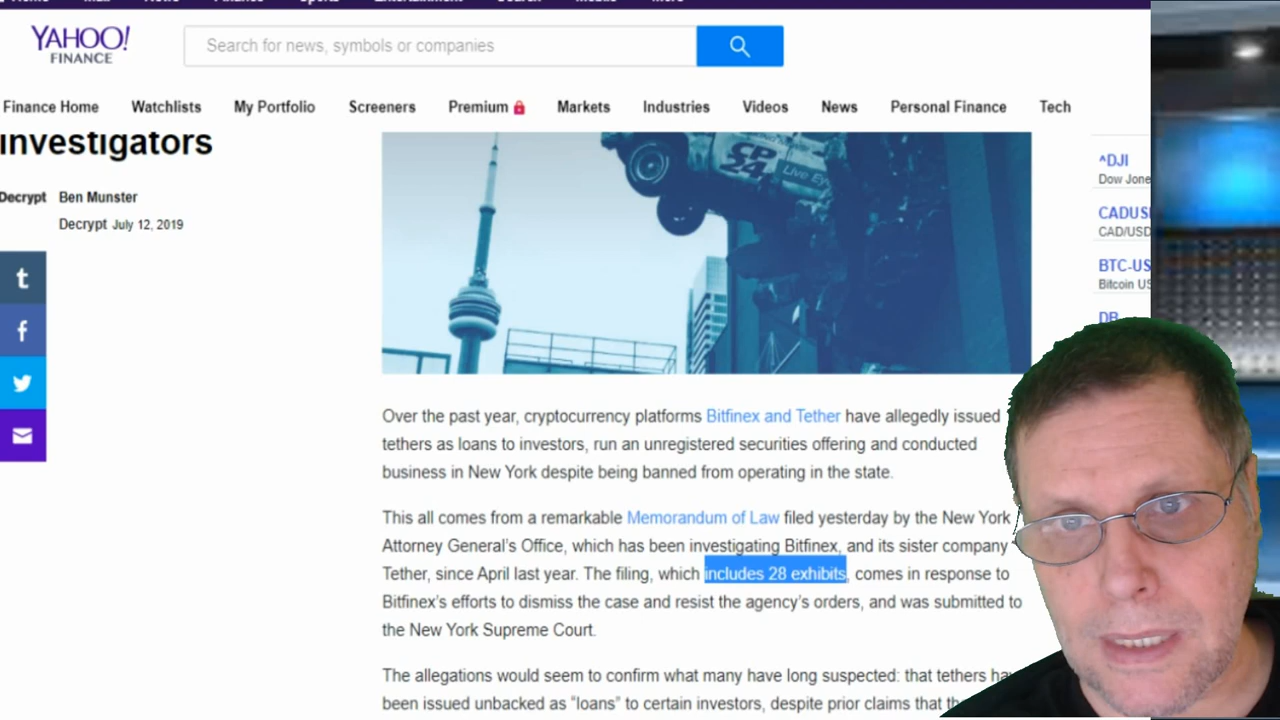 YAHOO!
FINANCE
Search for news, symbols or companies
Finance Home Watchlists My Portfolio Screeners Premium Markets Industries Videos News Personal Finance Tech
investigators
Decrypt Ben Munster
Decrypt July 12, 2019
CP
24
Live
^DJI
Dow Jone
CADUS
CAD/USD
BTC-US
Bitcoin US
DB
t
f
Over the past year, cryptocurrency platforms Bitfinex and Tether have allegedly issued
tethers as loans to investors, run an unregistered securities offering and conducted
business in New York despite being banned from operating in the state.
This all comes from a remarkable Memorandum of Law filed yesterday by the New York
Attorney General’s Office, which has been investigating Bitfinex, and its sister company
Tether, since April last year. The filing, which includes 28 exhibits, comes in response to
Bitfinex’s efforts to dismiss the case and resist the agency’s orders, and was submitted to
the New York Supreme Court.
The allegations would seem to confirm what many have long suspected: that tethers ha
been issued unbacked as “loans” to certain investors, despite prior claims that